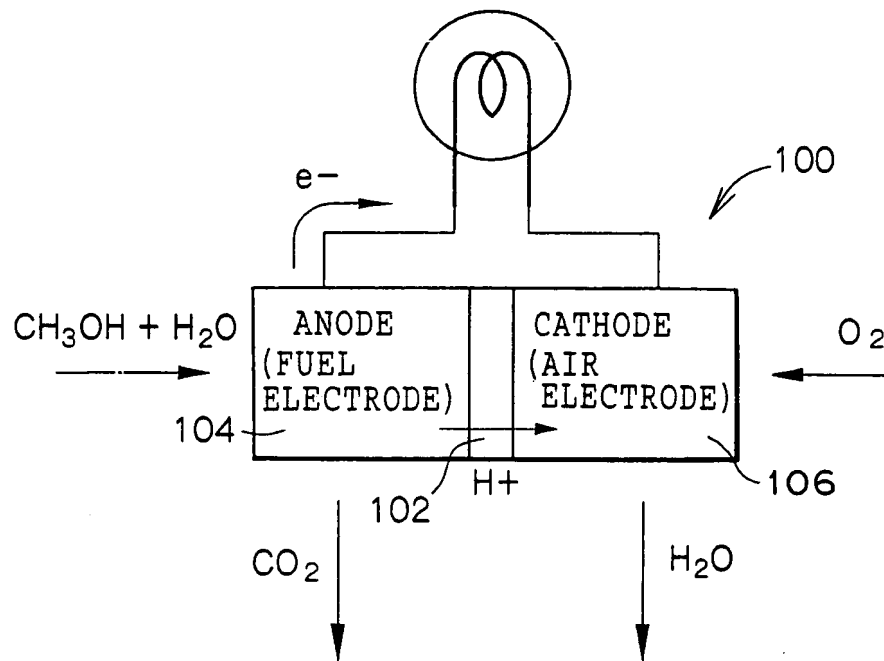 e-
100
CH₃OH + H₂O
ANODE
(FUEL
ELECTRODE)
CATHODE
(AIR
ELECTRODE)
O₂
104
102
H+
106
CO₂
H₂O